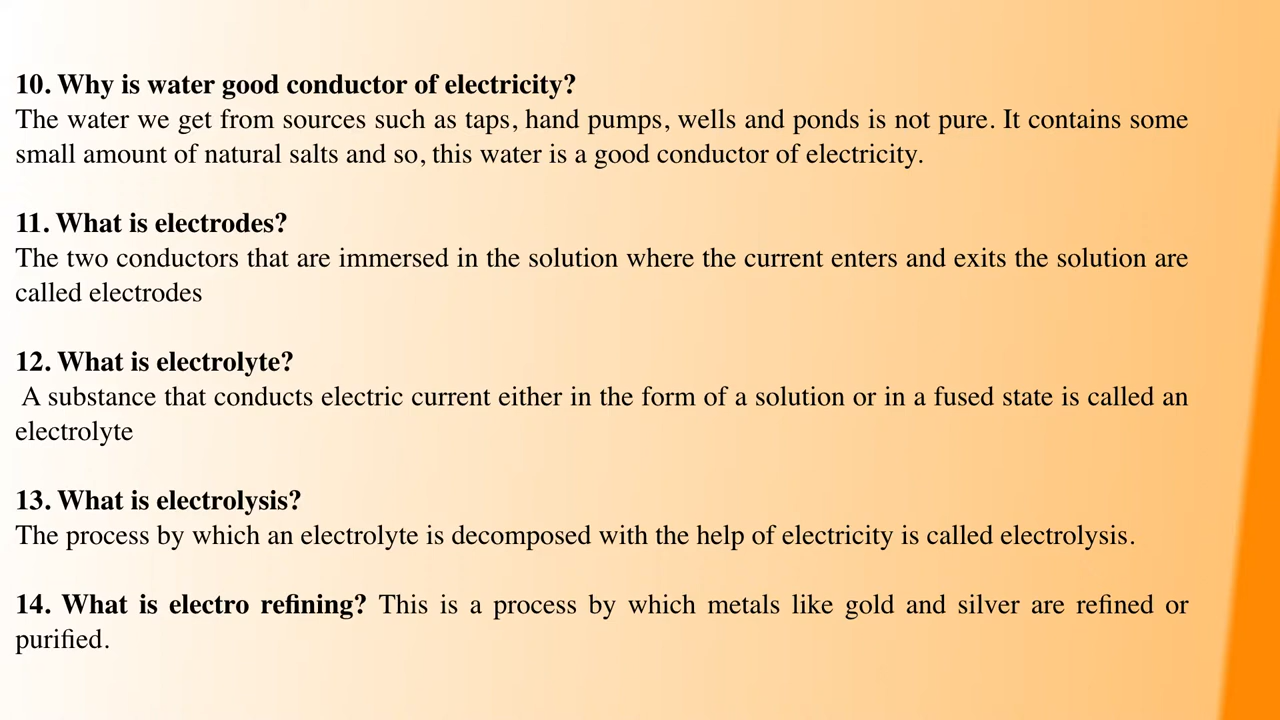 10. Why is water good conductor of electricity?
The water we get from sources such as taps, hand pumps, wells and ponds is not pure. It contains some
small amount of natural salts and so, this water is a good conductor of electricity.
11. What is electrodes?
The two conductors that are immersed in the solution where the current enters and exits the solution are
called electrodes
12. What is electrolyte?
A substance that conducts electric current either in the form of a solution or in a fused state is called an
electrolyte
13. What is electrolysis?
The process by which an electrolyte is decomposed with the help of electricity is called electrolysis.
14. What is electro refining? This is a process by which metals like gold and silver are refined or
purified.